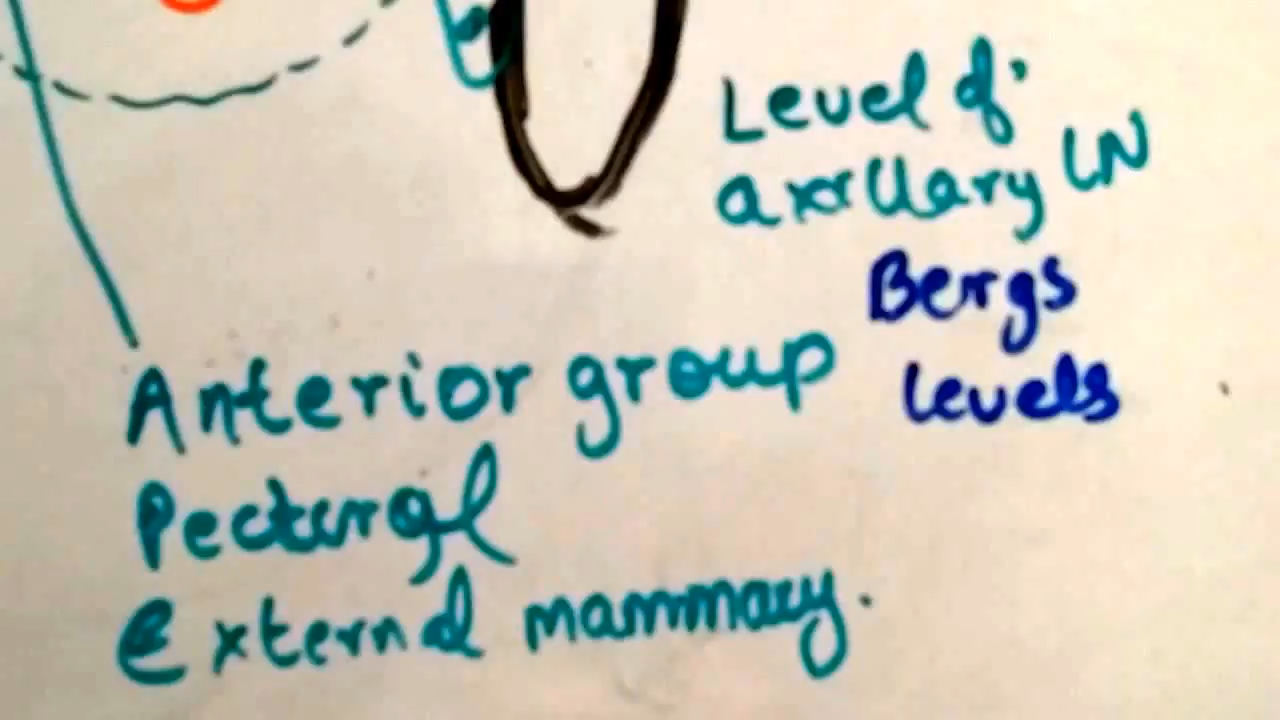 Level of
axillary LN
Bergs
levels
Anterior group
Pectoral
external mammary.